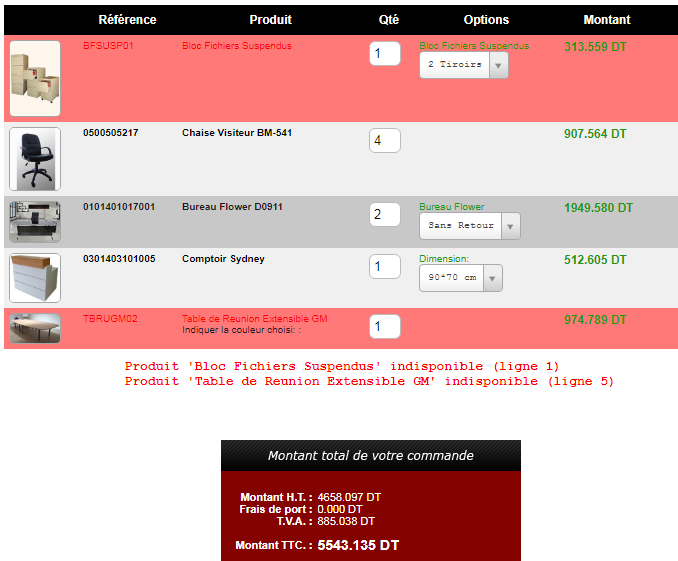 Référence Produit Qté Options Montant
BFSUSP01 Bloc Fichiers Suspendus 1 Bloc Fichiers Suspendus 313.559 DT
2 Tiroirs
0500505217 Chaise Visiteur BM-541 4 907.564 DT
0101401017001 Bureau Flower D0911 2 Bureau Flower 1949.580 DT
Sans Retour
0301403101005 Comptoir Sydney 1 Dimension: 512.605 DT
90*70 cm
TBRUGM02 Table de Reunion Extensible GM 1 974.789 DT
Indiquer la couleur choisi: :
Produit 'Bloc Fichiers Suspendus' indisponible (ligne 1)
Produit 'Table de Reunion Extensible GM' indisponible (ligne 5)
Montant total de votre commande
Montant H.T. : 4658.097 DT
Frais de port : 0.000 DT
T.V.A. : 885.038 DT
Montant TTC. : 5543.135 DT